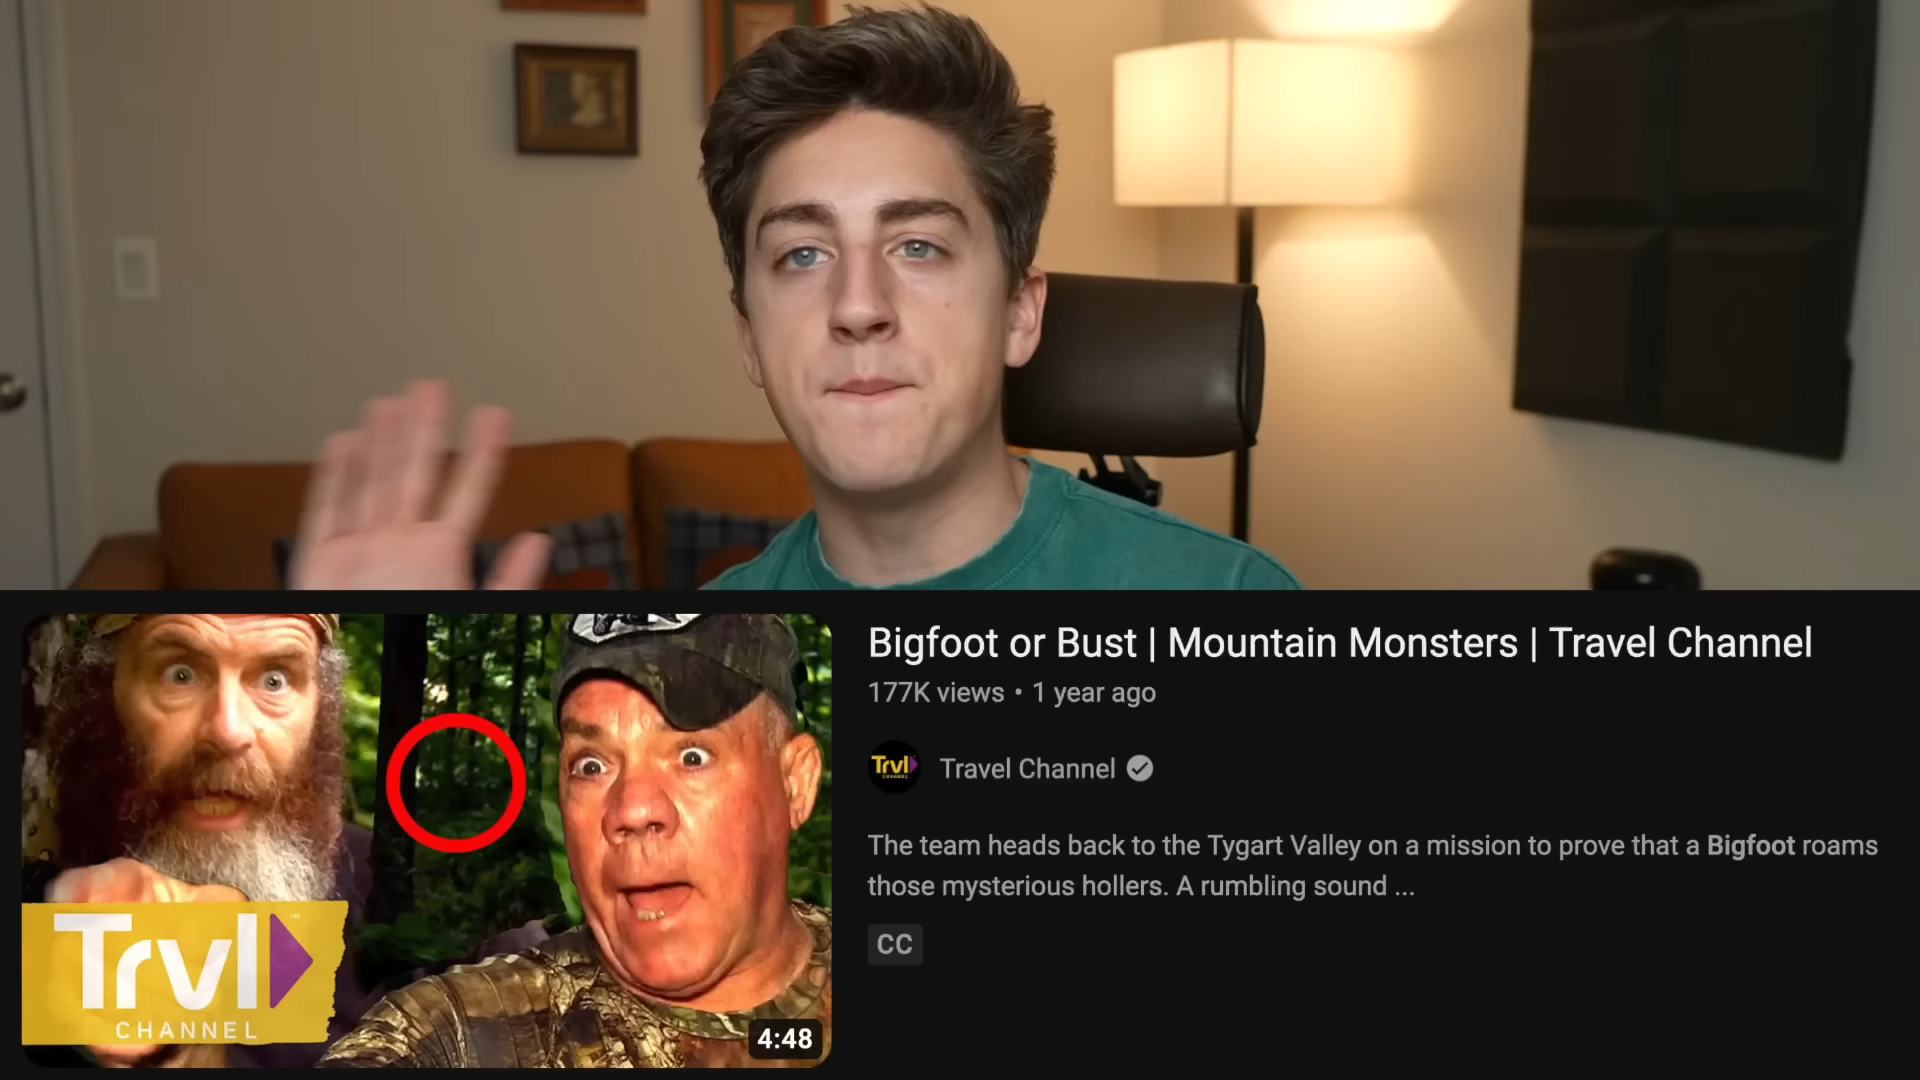 Bigfoot or Bust | Mountain Monsters | Travel Channel
177K views • 1 year ago
Trvl
CHANNEL
Travel Channel
The team heads back to the Tygart Valley on a mission to prove that a Bigfoot roams
those mysterious hollers. A rumbling sound ...
CC
Trvl
CHANNEL
4:48